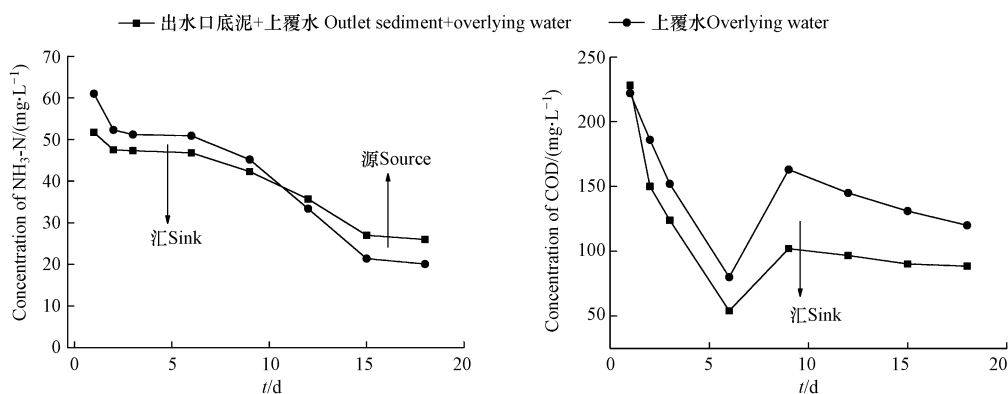 出水口底泥+上覆水 Outlet sediment+overlying water
上覆水Overlying water
Concentration of NH₃-N/(mg·L⁻¹)
70
60
50
40
30
20
10
0
源Source
汇Sink
0 5 10 15 20
t/d
Concentration of COD/(mg·L⁻¹)
250
200
150
100
50
汇Sink
0 5 10 15 20
t/d